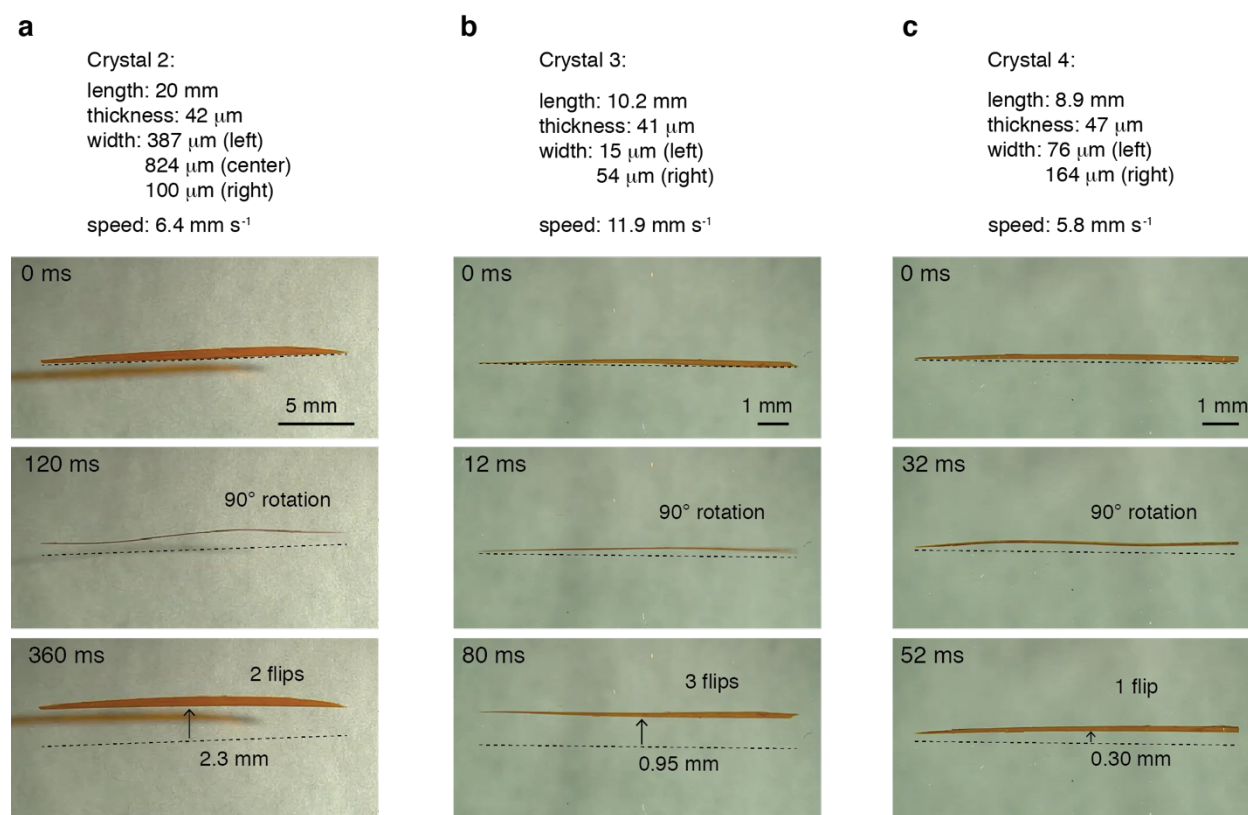 a
Crystal 2:
length: 20 mm
thickness: 42 μm
width: 387 μm (left)
824 μm (center)
100 μm (right)
speed: 6.4 mm s⁻¹
0 ms
5 mm
120 ms
90° rotation
360 ms
2 flips
2.3 mm
b
Crystal 3:
length: 10.2 mm
thickness: 41 μm
width: 15 μm (left)
54 μm (right)
speed: 11.9 mm s⁻¹
0 ms
1 mm
12 ms
90° rotation
80 ms
3 flips
0.95 mm
c
Crystal 4:
length: 8.9 mm
thickness: 47 μm
width: 76 μm (left)
164 μm (right)
speed: 5.8 mm s⁻¹
0 ms
1 mm
32 ms
90° rotation
52 ms
1 flip
0.30 mm